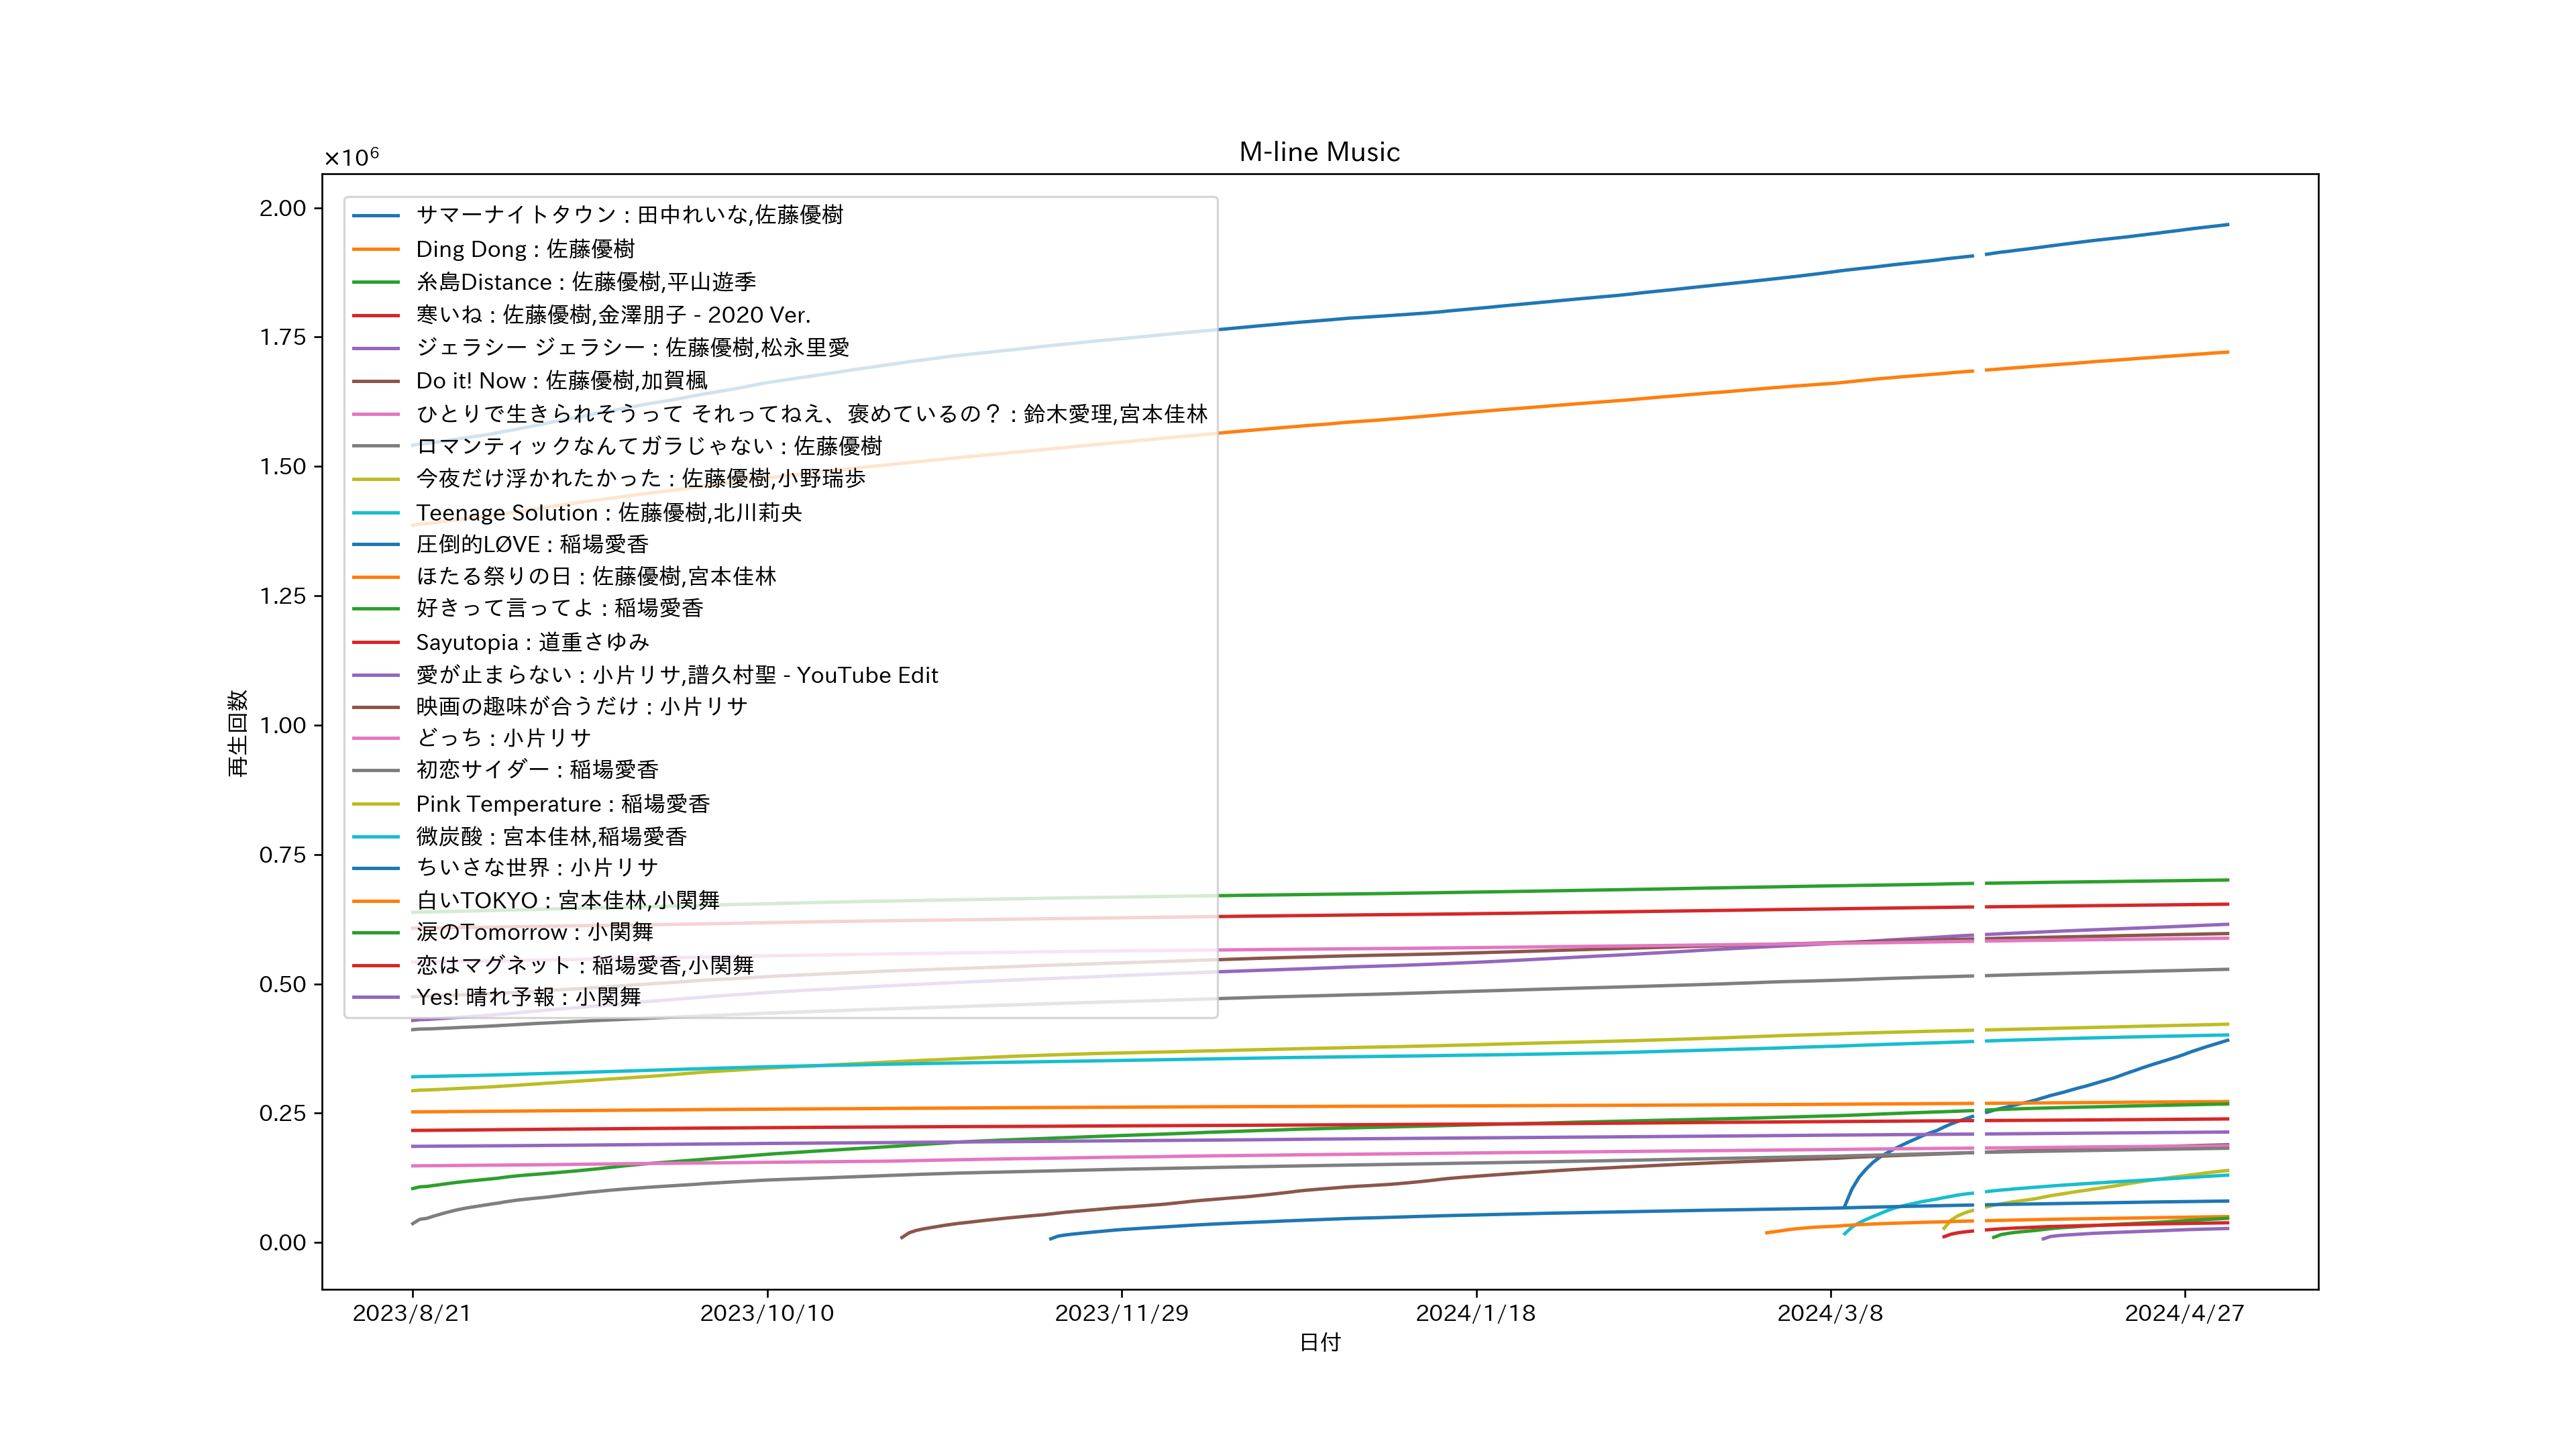 M-line Music
×10⁶
2.00
1.75
1.50
1.25
1.00
0.75
0.50
0.25
0.00
再生回数
サマーナイトタウン : 田中れいな,佐藤優樹
Ding Dong : 佐藤優樹
糸島Distance : 佐藤優樹,平山遊季
寒いね : 佐藤優樹,金澤朋子 - 2020 Ver.
ジェラシー ジェラシー : 佐藤優樹,松永里愛
Do it! Now : 佐藤優樹,加賀楓
ひとりで生きられそうって それってねえ、褒めているの？ : 鈴木愛理,宮本佳林
ロマンティックなんてガラじゃない : 佐藤優樹
今夜だけ浮かれたかった : 佐藤優樹,小野瑞歩
Teenage Solution : 佐藤優樹,北川莉央
圧倒的LØVE : 稲場愛香
ほたる祭りの日 : 佐藤優樹,宮本佳林
好きって言ってよ : 稲場愛香
Sayutopia : 道重さゆみ
愛が止まらない : 小片リサ,譜久村聖 - YouTube Edit
映画の趣味が合うだけ : 小片リサ
どっち : 小片リサ
初恋サイダー : 稲場愛香
Pink Temperature : 稲場愛香
微炭酸 : 宮本佳林,稲場愛香
ちいさな世界 : 小片リサ
白いTOKYO : 宮本佳林,小関舞
涙のTomorrow : 小関舞
恋はマグネット : 稲場愛香,小関舞
Yes! 晴れ予報 : 小関舞
2023/8/21
2023/10/10
2023/11/29
2024/1/18
2024/3/8
2024/4/27
日付